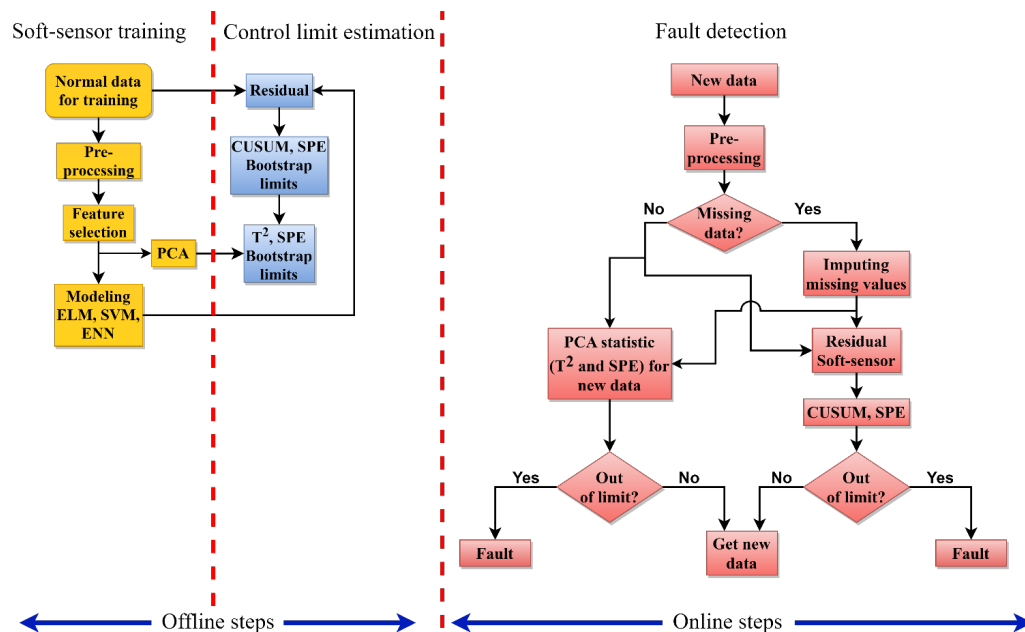 Soft-sensor training
Control limit estimation
Fault detection
Normal data
for training
Pre-
processing
Feature
selection
PCA
Modeling
ELM, SVM,
ENN
Residual
CUSUM, SPE
Bootstrap
limits
T², SPE
Bootstrap
limits
New data
Pre-
processing
No
Missing
data?
Yes
Imputing
missing values
PCA statistic
(T² and SPE) for
new data
Residual
Soft-sensor
CUSUM, SPE
Yes
Out
of limit?
No
No
Out
of limit?
Yes
Fault
Get new
data
Fault
Offline steps
Online steps